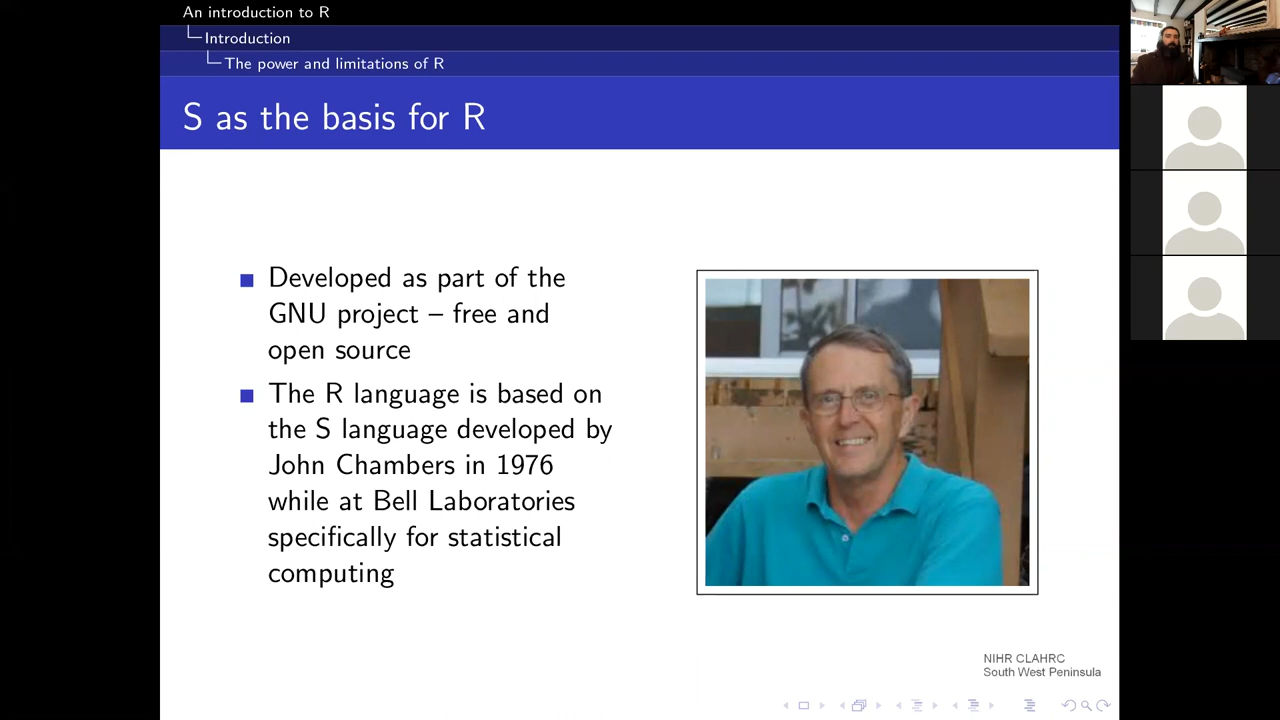 An introduction to R
Introduction
The power and limitations of R
S as the basis for R
Developed as part of the
GNU project – free and
open source
The R language is based on
the S language developed by
John Chambers in 1976
while at Bell Laboratories
specifically for statistical
computing
NIHR CLAHRC
South West Peninsula